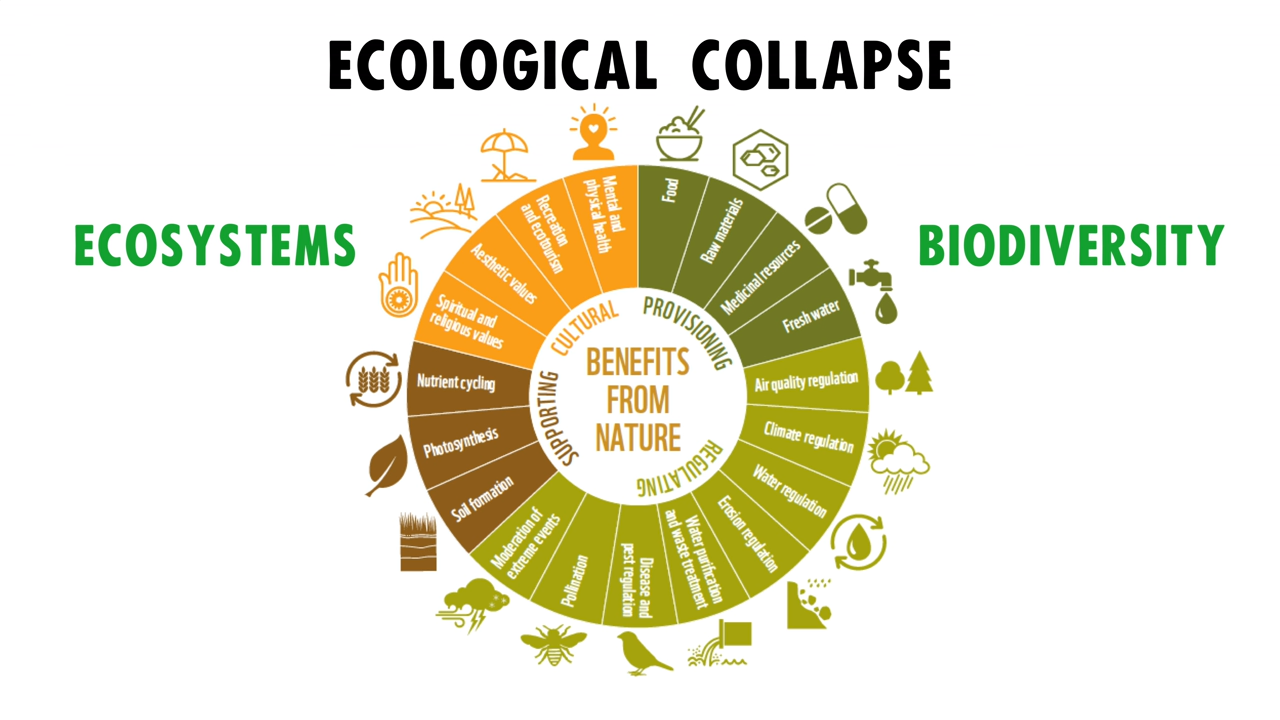 ECOLOGICAL COLLAPSE
ECOSYSTEMS
BIODIVERSITY
BENEFITS
FROM
NATURE
PROVISIONING
Food
Raw materials
Medicinal resources
Fresh water
REGULATING
Air quality regulation
Climate regulation
Water regulation
Erosion regulation
Water purification
and waste treatment
Disease and
pest regulation
Pollination
Moderation of
extreme events
SUPPORTING
Soil formation
Photosynthesis
Nutrient cycling
CULTURAL
Spiritual and
religious values
Aesthetic values
Recreation
and ecotourism
Mental and
physical health